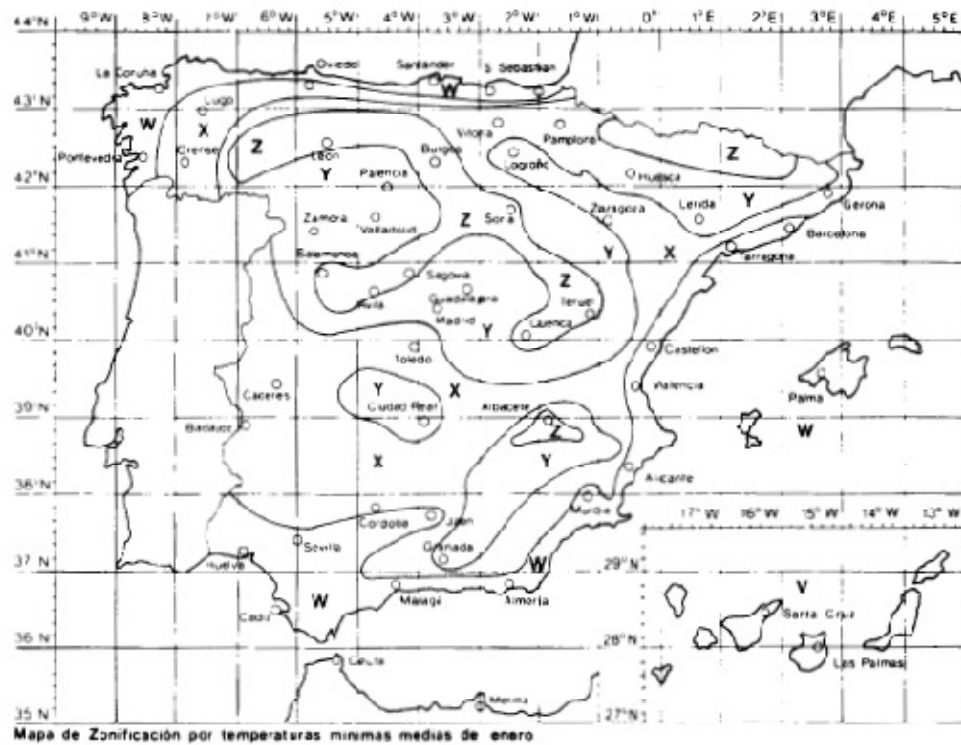 44°N 9°W 8°W 7°W 6°W 5°W 4°W 3°W 2°W 1°W 0° 1°E 2°E 3°E 4°E 5°E
Oviedo Santander S. Sebastian
La Coruña
43°N Lugo W
W X Vitoria Pamplona
Pontevedra Orense Z Leon Burgos Logroño Z
42°N Y Palencia Huesca
Zamora Valladolid Z Soria Zaragoza Lerida Y Gerona
41°N Salamanca Y X Barcelona
Tarragona
Segovia Z
Avila Guadalajara Teruel
Madrid Y Cuenca
40°N Toledo Castellon
Caceres Y X Valencia Palma
39°N Ciudad Real Albacete
Badajoz Z W
X Y
38°N Alicante
Cordoba Jaen Murcia
17°W 16°W 15°W 14°W 13°W
Sevilla Granada
37°N Huelva W 29°N
W Malaga Almeria V
Cadiz Santa Cruz
36°N 28°N
Ceuta Las Palmas
Melilla
35°N 27°N
Mapa de Zonificación por temperaturas minimas medias de enero